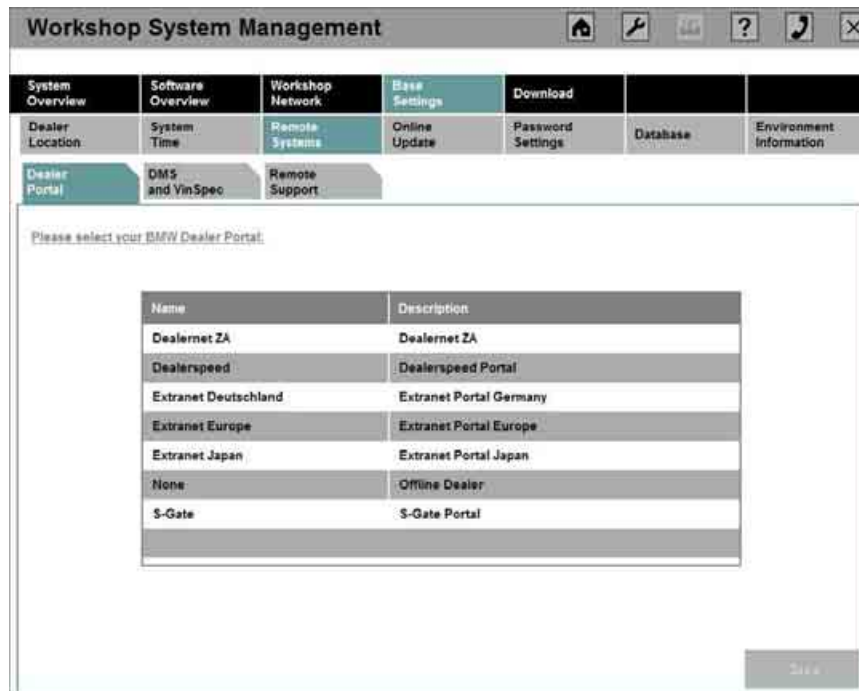 Workshop System Management
?
System Overview
Software Overview
Workshop Network
Base Settings
Download
Dealer Location
System Time
Remote Systems
Online Update
Password Settings
Database
Environment Information
Dealer Portal
DMS and VinSpec
Remote Support
Please select your BMW Dealer Portal:
Name Description
Dealernet ZA Dealernet ZA
Dealerspeed Dealerspeed Portal
Extranet Deutschland Extranet Portal Germany
Extranet Europe Extranet Portal Europe
Extranet Japan Extranet Portal Japan
None Offline Dealer
S-Gate S-Gate Portal
Save